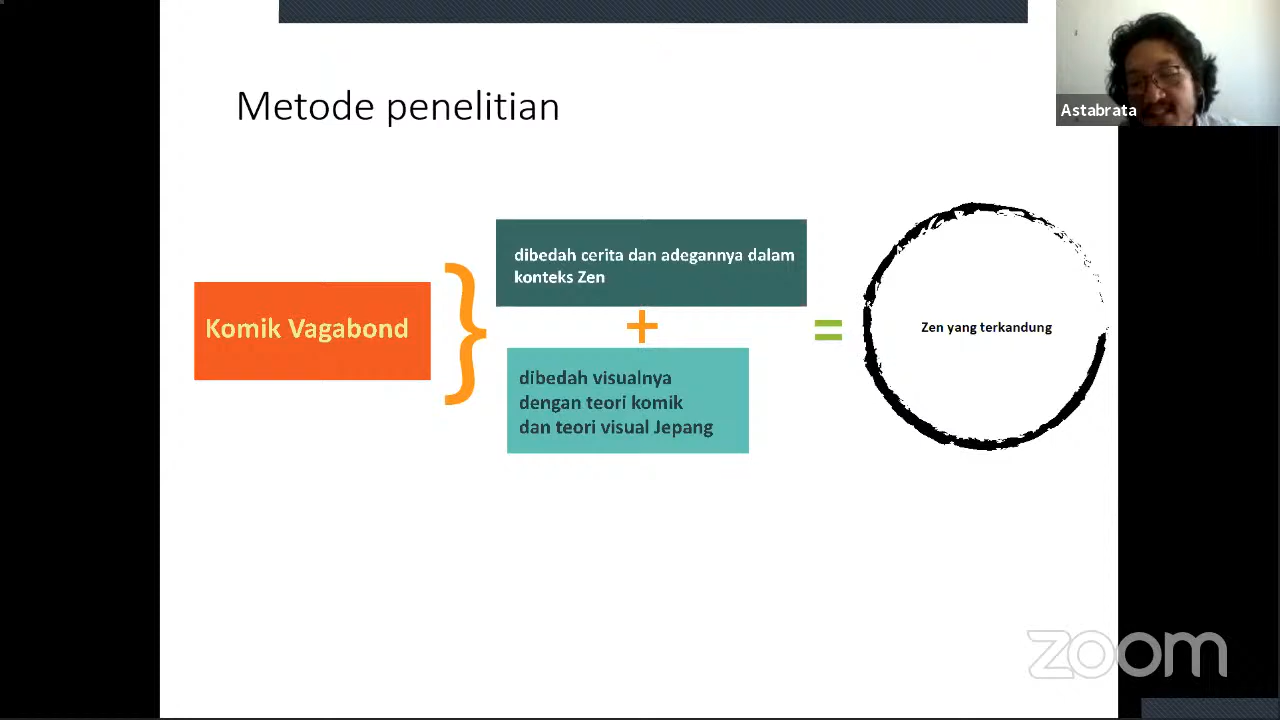 Metode penelitian
Astabrata
Komik Vagabond
dibedah cerita dan adegannya dalam
konteks Zen
+
dibedah visualnya
dengan teori komik
dan teori visual Jepang
=
Zen yang terkandung
zoom